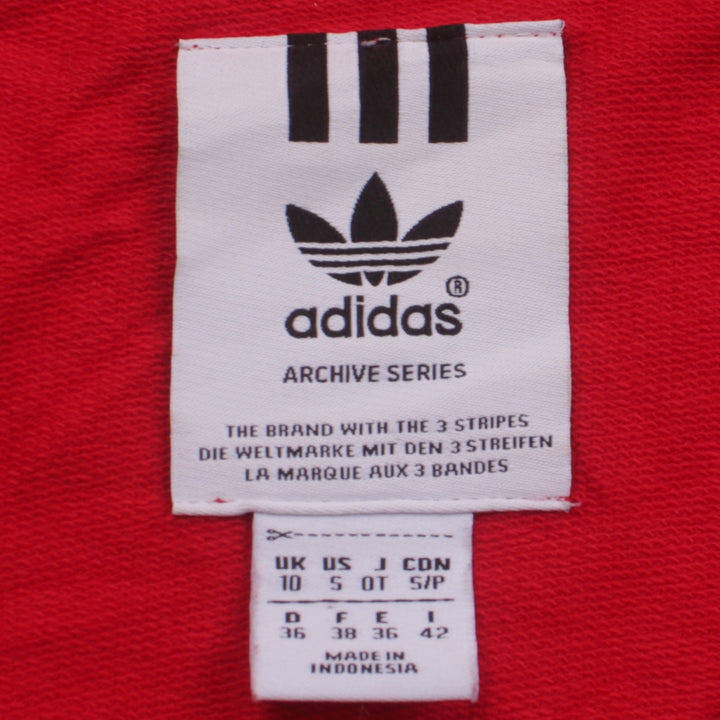 adidas®
ARCHIVE SERIES
THE BRAND WITH THE 3 STRIPES
DIE WELTMARKE MIT DEN 3 STREIFEN
LA MARQUE AUX 3 BANDES
UK US J CDN
10 S OT S/P
D F E I
36 38 36 42
MADE IN
INDONESIA